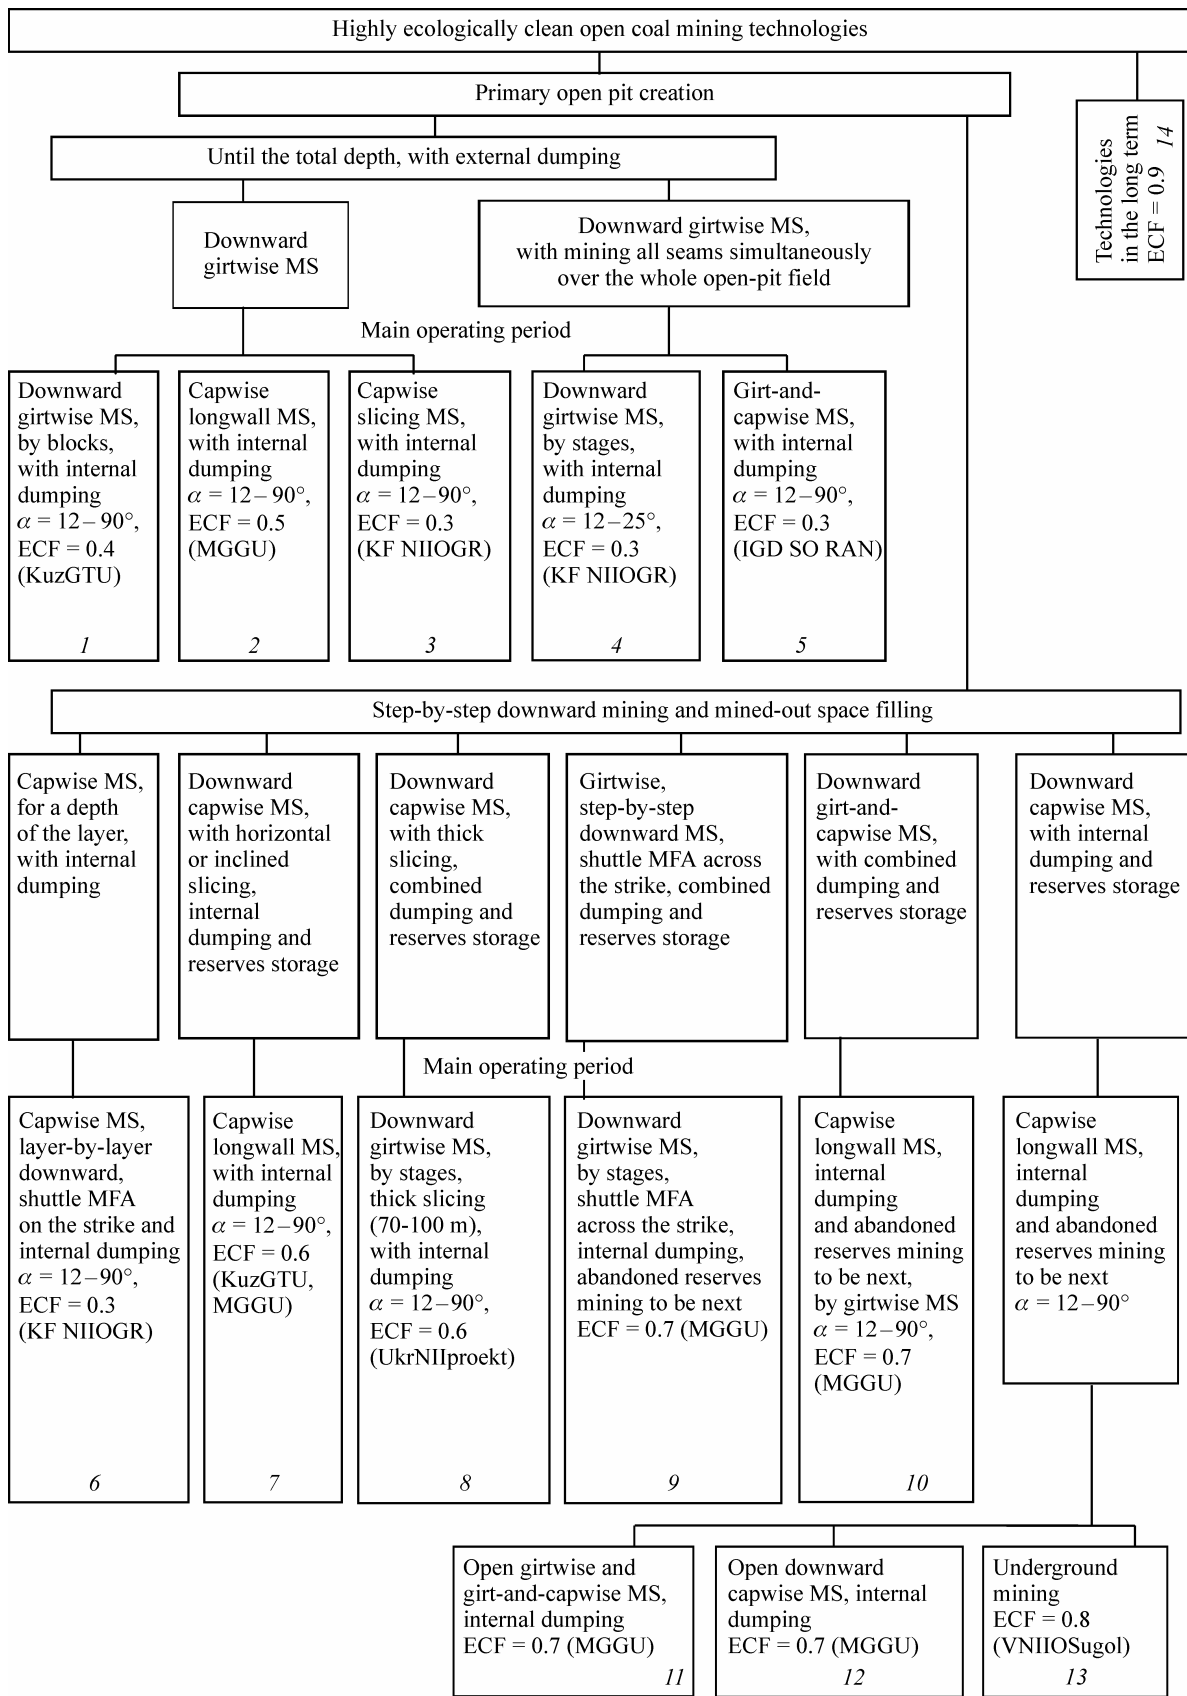 Highly ecologically clean open coal mining technologies
Primary open pit creation
Technologies
in the long term
ECF = 0.9 14
Until the total depth, with external dumping
Downward
girtwise MS
Downward girtwise MS,
with mining all seams simultaneously
over the whole open-pit field
Main operating period
Downward
girtwise MS,
by blocks,
with internal
dumping
α = 12–90°,
ECF = 0.4
(KuzGTU)
1
Capwise
longwall MS,
with internal
dumping
α = 12–90°,
ECF = 0.5
(MGGU)
2
Capwise
slicing MS,
with internal
dumping
α = 12–90°,
ECF = 0.3
(KF NIIOGR)
3
Downward
girtwise MS,
by stages,
with internal
dumping
α = 12–25°,
ECF = 0.3
(KF NIIOGR)
4
Girt-and-
capwise MS,
with internal
dumping
α = 12–90°,
ECF = 0.3
(IGD SO RAN)
5
Step-by-step downward mining and mined-out space filling
Capwise MS,
for a depth
of the layer,
with internal
dumping
Downward
capwise MS,
with horizontal
or inclined
slicing,
internal
dumping and
reserves storage
Downward
capwise MS,
with thick
slicing,
combined
dumping and
reserves storage
Girtwise,
step-by-step
downward MS,
shuttle MFA across
the strike, combined
dumping and
reserves storage
Downward
girt-and-
capwise MS,
with combined
dumping and
reserves storage
Downward
capwise MS,
with internal
dumping and
reserves storage
Main operating period
Capwise MS,
layer-by-layer
downward,
shuttle MFA
on the strike and
internal dumping
α = 12–90°,
ECF = 0.3
(KF NIIOGR)
6
Capwise
longwall MS,
with internal
dumping
α = 12–90°,
ECF = 0.6
(KuzGTU,
MGGU)
7
Downward
girtwise MS,
by stages,
thick slicing
(70-100 m),
with internal
dumping
α = 12–90°,
ECF = 0.6
(UkrNIIproekt)
8
Downward
girtwise MS,
by stages,
shuttle MFA
across the strike,
internal dumping,
abandoned reserves
mining to be next
ECF = 0.7 (MGGU)
9
Capwise
longwall MS,
internal
dumping
and abandoned
reserves mining
to be next,
by girtwise MS
α = 12–90°,
ECF = 0.7
(MGGU)
10
Capwise
longwall MS,
internal
dumping
and abandoned
reserves mining
to be next
α = 12–90°
Open girtwise and
girt-and-capwise MS,
internal dumping
ECF = 0.7 (MGGU)
11
Open downward
capwise MS, internal
dumping
ECF = 0.7 (MGGU)
12
Underground
mining
ECF = 0.8
(VNIIOSugol)
13